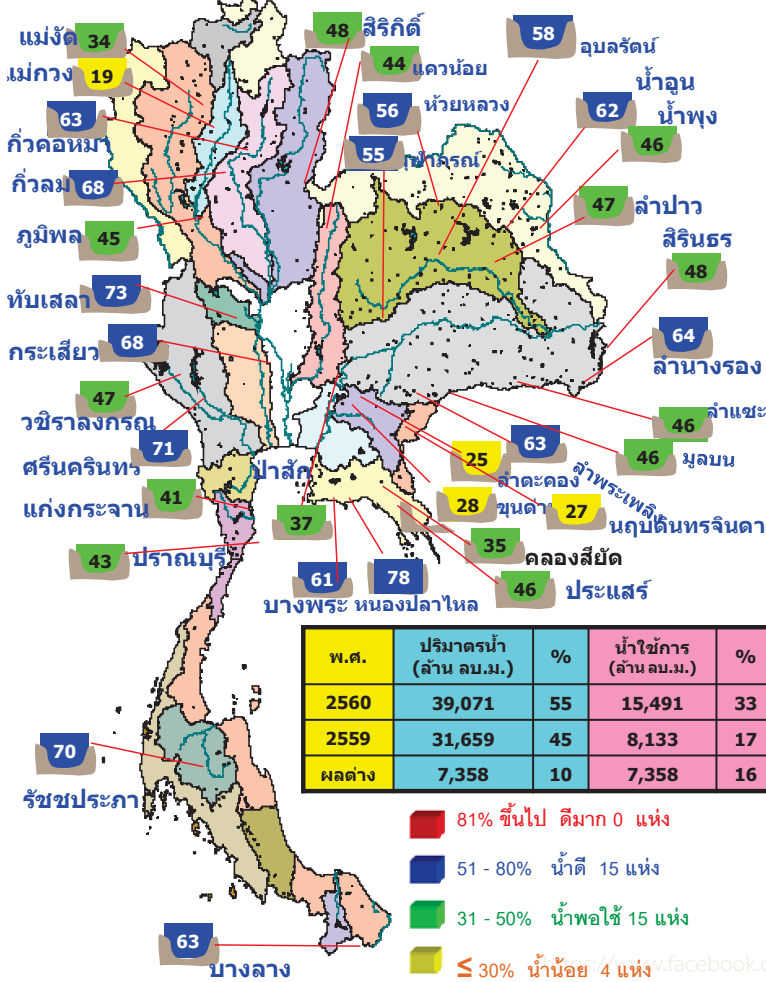 48 สิริกิติ์
แม่งัด 34
58 อุบลรัตน์
44 แควน้อย
แม่กวง 19
น้ำอูน
56 ห้วยหลวง
62 น้ำพุง
63
กิ่วคอหมา
46
55
กิ่วลม 68
47 ลำปาว
ภูมิพล 45
สิรินธร
48
ทับเสลา 73
กระเสียว 68
64
ลำนางรอง
47
วชิราลงกรณ
46 ลำแชะ
71
63
46 มูลบน
ศรีนครินทร
ป่าสัก
25
ลำตะคอง
ลำพระเพลิง
แก่งกระจาน 41
28 ขุนด่าน
27
นฤบดินทรจินดา
37
35
43 ปราณบุรี
คลองสียัด
61
78
46 ประแสร์
บางพระ หนองปลาไหล
พ.ศ. ปริมาตรน้ำ (ล้าน ลบ.ม.) % น้ำใช้การ (ล้าน ลบ.ม.) %
2560 39,071 55 15,491 33
2559 31,659 45 8,133 17
ผลต่าง 7,358 10 7,358 16
70
รัชชประภา
81% ขึ้นไป ดีมาก 0 แห่ง
51 - 80% น้ำดี 15 แห่ง
31 - 50% น้ำพอใช้ 15 แห่ง
63
บางลาง
≤ 30% น้ำน้อย 4 แห่ง